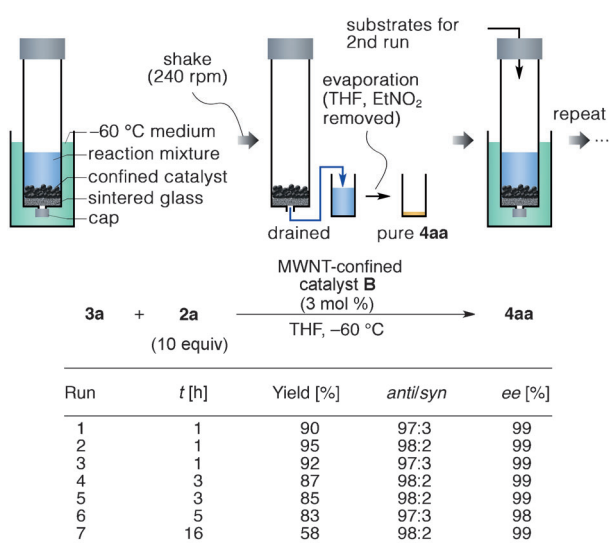 substrates for
2nd run
shake
(240 rpm)
evaporation
(THF, EtNO₂
removed)
repeat
–60 °C medium
reaction mixture
confined catalyst
sintered glass
cap
...
drained
pure 4aa
MWNT-confined
catalyst B
(3 mol %)
3a + 2a 4aa
(10 equiv)
THF, –60 °C
Run t [h] Yield [%] anti/syn ee [%]
1 1 90 97:3 99
2 1 95 98:2 99
3 1 92 97:3 99
4 3 87 98:2 99
5 3 85 98:2 99
6 5 83 97:3 98
7 16 58 98:2 99